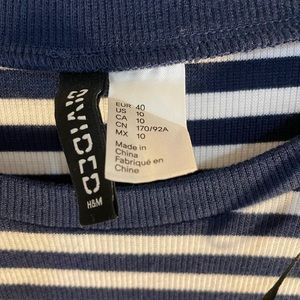 DIVIDED
H&M
EUR 40
US 10
CA 10
CN 170/92A
MX 10
Made in
China
Fabriqué en
Chine